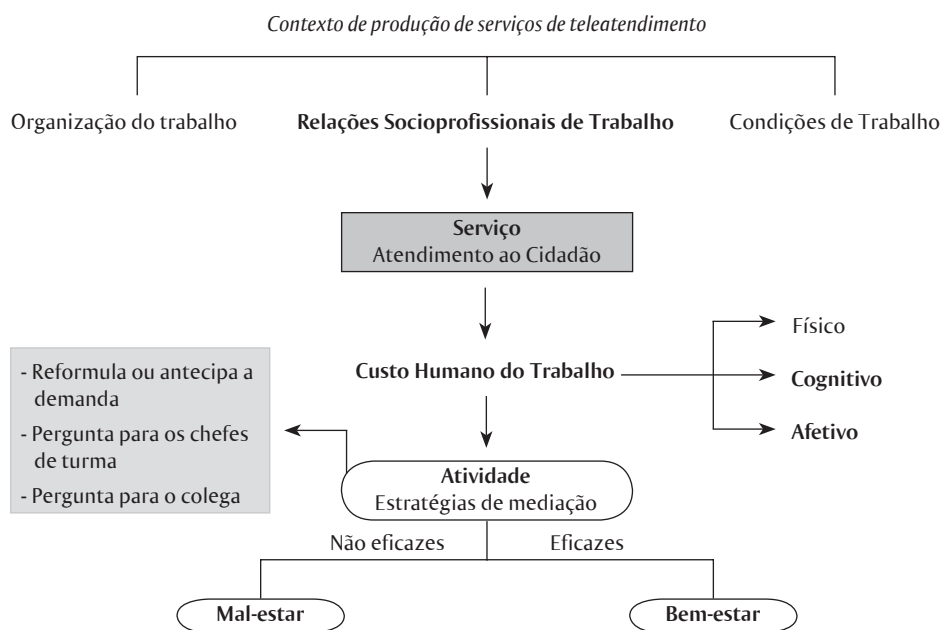 Contexto de produção de serviços de teleatendimento
Organização do trabalho
Relações Socioprofissionais de Trabalho
Condições de Trabalho
Serviço
Atendimento ao Cidadão
Custo Humano do Trabalho
Físico
Cognitivo
Afetivo
- Reformula ou antecipa a
demanda
- Pergunta para os chefes
de turma
- Pergunta para o colega
Atividade
Estratégias de mediação
Não eficazes
Eficazes
Mal-estar
Bem-estar